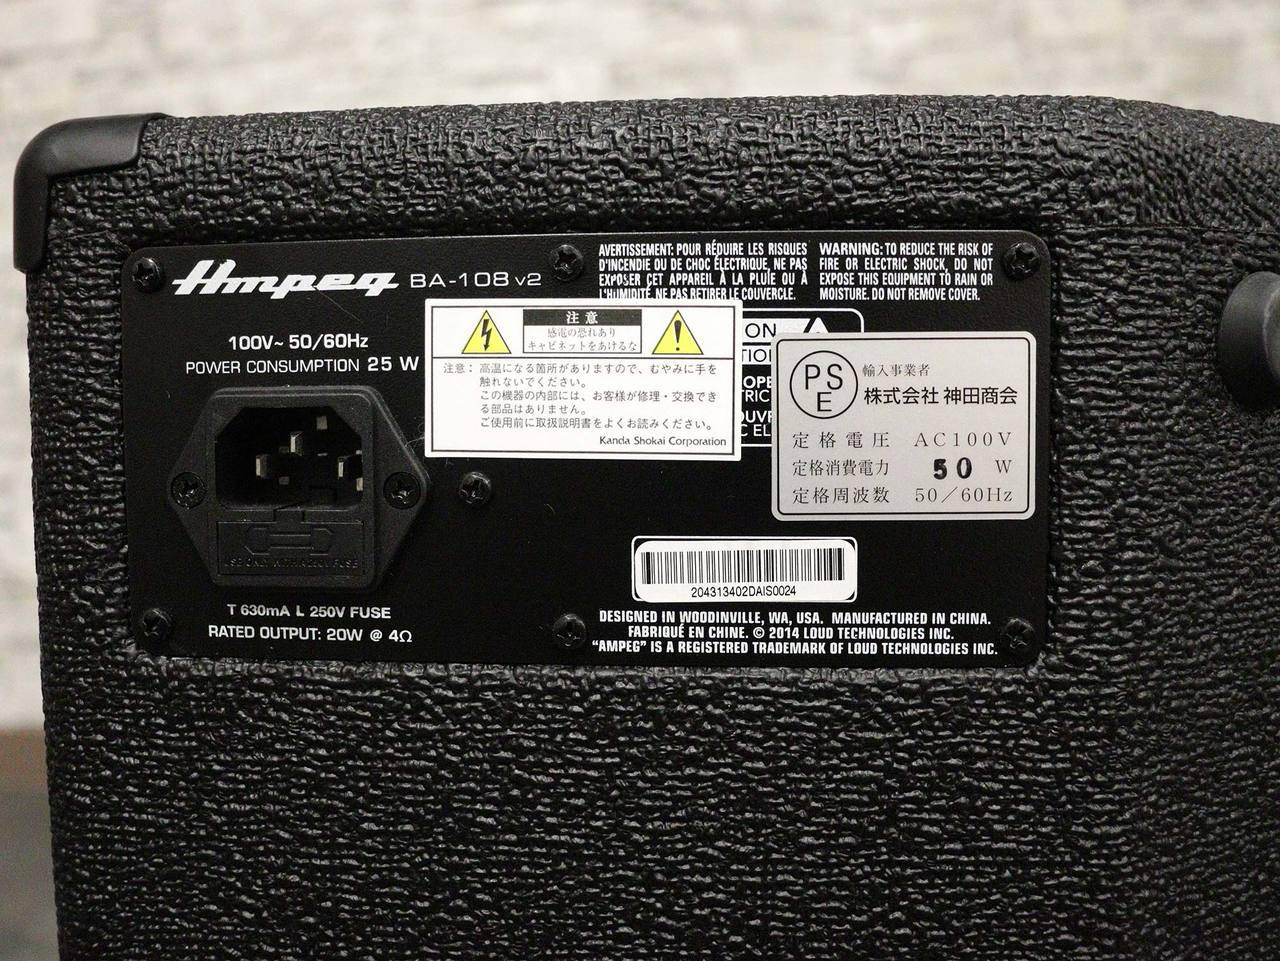 Ampeg BA-108 v2
100V~ 50/60Hz
POWER CONSUMPTION 25 W
T 630mA L 250V FUSE
RATED OUTPUT: 20W @ 4Ω
AVERTISSEMENT: POUR RÉDUIRE LES RISQUES
D'INCENDIE OU DE CHOC ÉLECTRIQUE, NE PAS
EXPOSER CET APPAREIL À LA PLUIE OU À
L'HUMIDITÉ. NE PAS RETIRER LE COUVERCLE.
WARNING: TO REDUCE THE RISK OF
FIRE OR ELECTRIC SHOCK, DO NOT
EXPOSE THIS EQUIPMENT TO RAIN OR
MOISTURE. DO NOT REMOVE COVER.
注意
感電の恐れあり
キャビネットをあけるな
注意： 高温になる箇所がありますので、むやみに手を
触れないでください。
この機器の内部には、お客様が修理・交換でき
る部品はありません。
ご使用前に取扱説明書をよくお読みください。
Kanda Shokai Corporation
PSE
輸入事業者
株式会社 神田商会
定格電圧 AC100V
定格消費電力 50 W
定格周波数 50／60Hz
204313402DAIS0024
DESIGNED IN WOODINVILLE, WA, USA. MANUFACTURED IN CHINA.
FABRIQUÉ EN CHINE. © 2014 LOUD TECHNOLOGIES INC.
"AMPEG" IS A REGISTERED TRADEMARK OF LOUD TECHNOLOGIES INC.